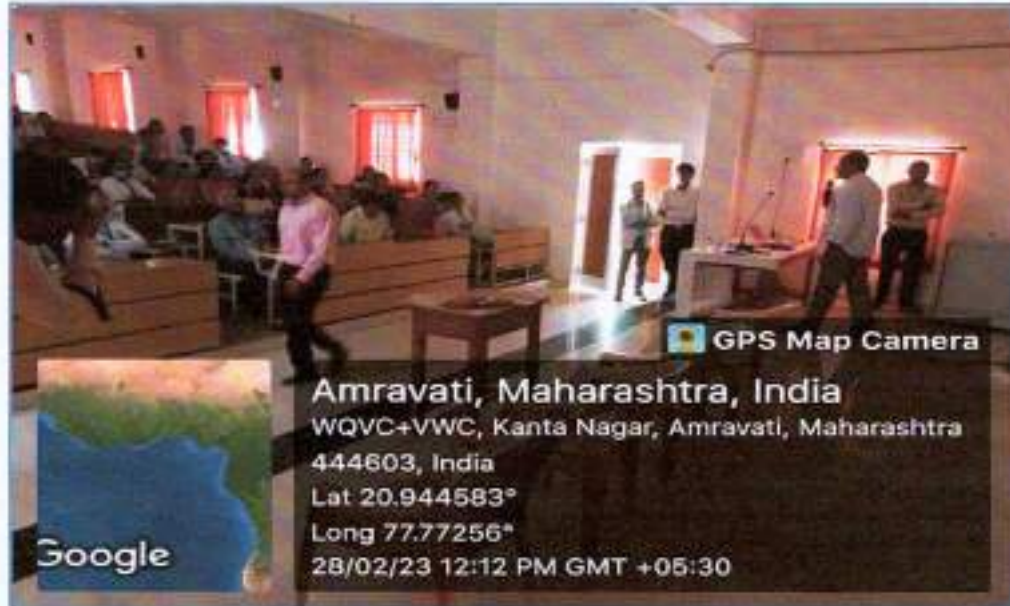 GPS Map Camera
Amravati, Maharashtra, India
WQVC+VWC, Kanta Nagar, Amravati, Maharashtra
444603, India
Lat 20.944583°
Long 77.77256°
28/02/23 12:12 PM GMT +05:30
Google